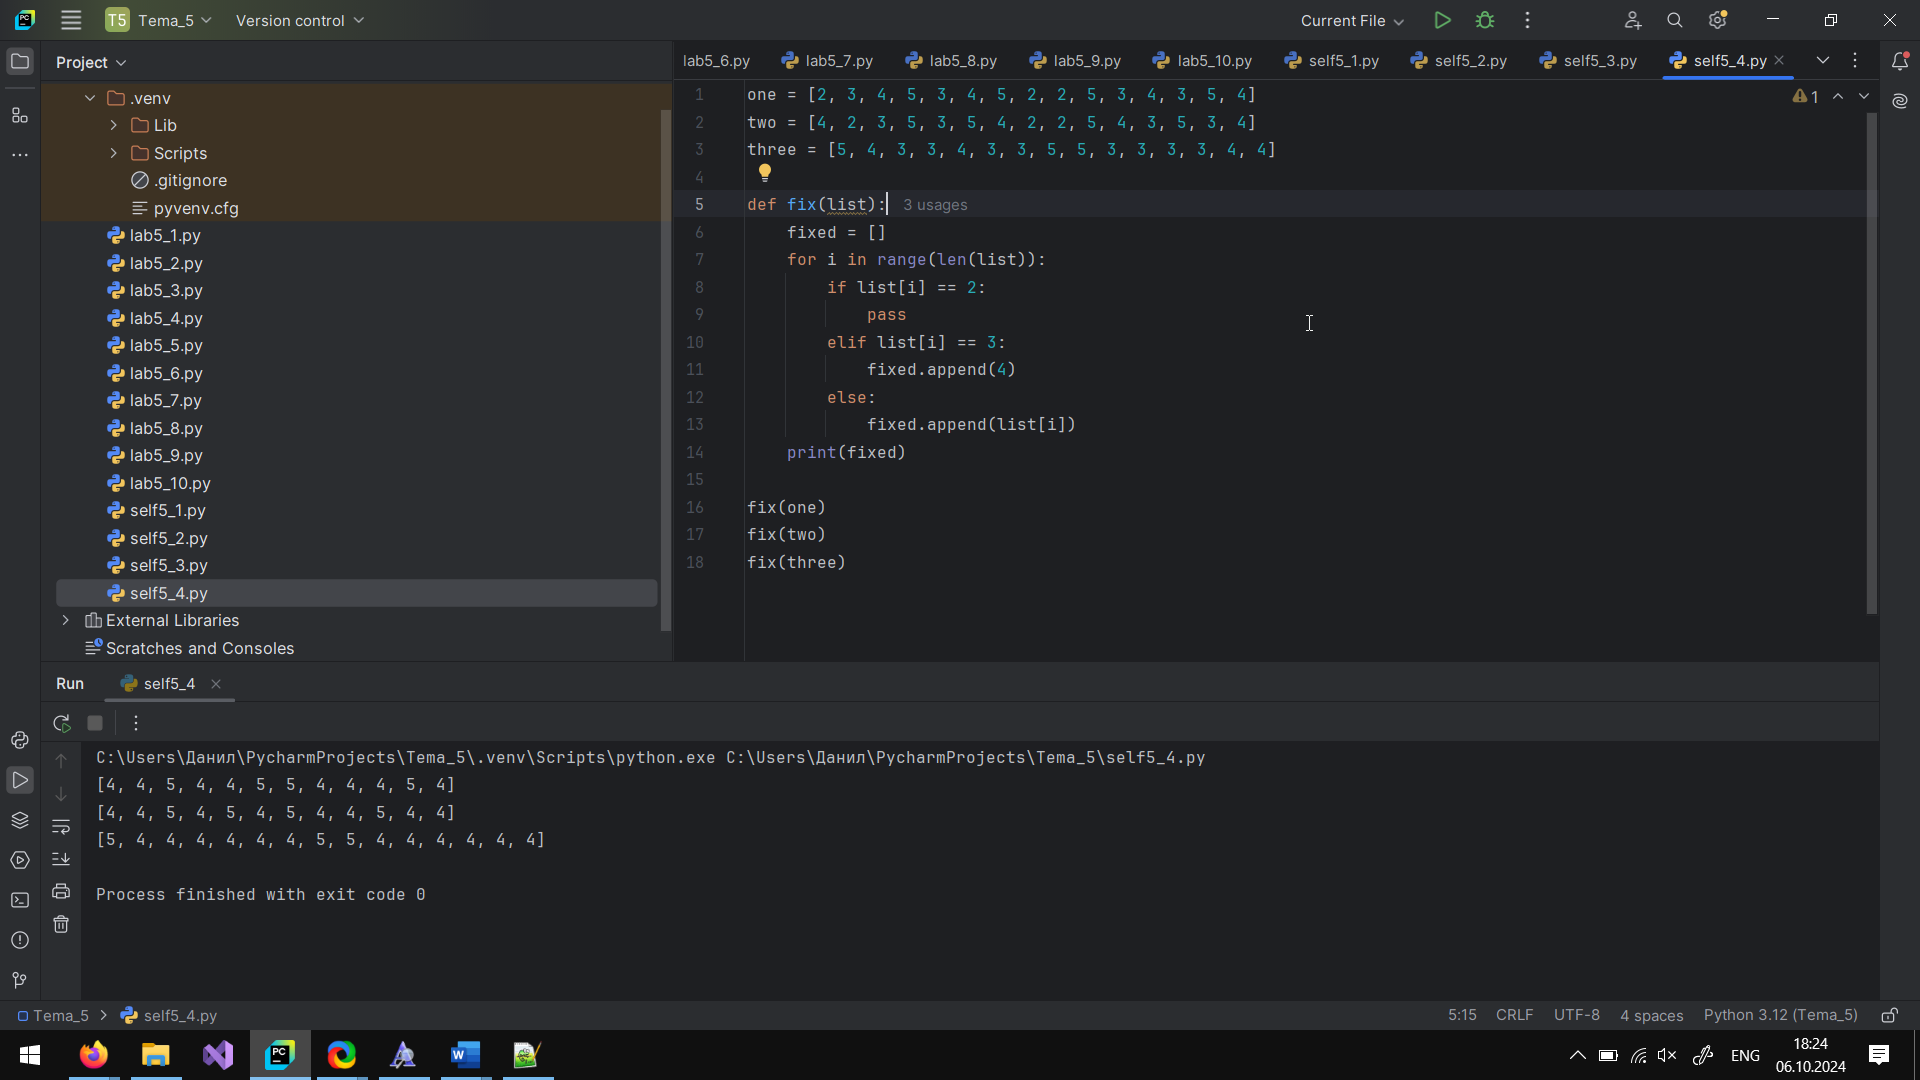 PC
T5 Tema_5 Version control
Current File
Project
.venv
Lib
Scripts
.gitignore
pyvenv.cfg
lab5_1.py
lab5_2.py
lab5_3.py
lab5_4.py
lab5_5.py
lab5_6.py
lab5_7.py
lab5_8.py
lab5_9.py
lab5_10.py
self5_1.py
self5_2.py
self5_3.py
self5_4.py
External Libraries
Scratches and Consoles
lab5_6.py lab5_7.py lab5_8.py lab5_9.py lab5_10.py self5_1.py self5_2.py self5_3.py self5_4.py
1 one = [2, 3, 4, 5, 3, 4, 5, 2, 2, 5, 3, 4, 3, 5, 4]
1
2 two = [4, 2, 3, 5, 3, 5, 4, 2, 2, 5, 4, 3, 5, 3, 4]
3 three = [5, 4, 3, 3, 4, 3, 3, 5, 5, 3, 3, 3, 3, 4, 4]
4
5 def fix(list): 3 usages
6 fixed = []
7 for i in range(len(list)):
8 if list[i] == 2:
9 pass
10 elif list[i] == 3:
11 fixed.append(4)
12 else:
13 fixed.append(list[i])
14 print(fixed)
15
16 fix(one)
17 fix(two)
18 fix(three)
Run self5_4
C:\Users\Данил\PycharmProjects\Tema_5\.venv\Scripts\python.exe C:\Users\Данил\PycharmProjects\Tema_5\self5_4.py
[4, 4, 5, 4, 4, 5, 5, 4, 4, 4, 5, 4]
[4, 4, 5, 4, 5, 4, 5, 4, 4, 5, 4, 4]
[5, 4, 4, 4, 4, 4, 4, 5, 5, 4, 4, 4, 4, 4, 4]
Process finished with exit code 0
Tema_5 self5_4.py
5:15 CRLF UTF-8 4 spaces Python 3.12 (Tema_5)
PC
W
ENG
18:24
06.10.2024